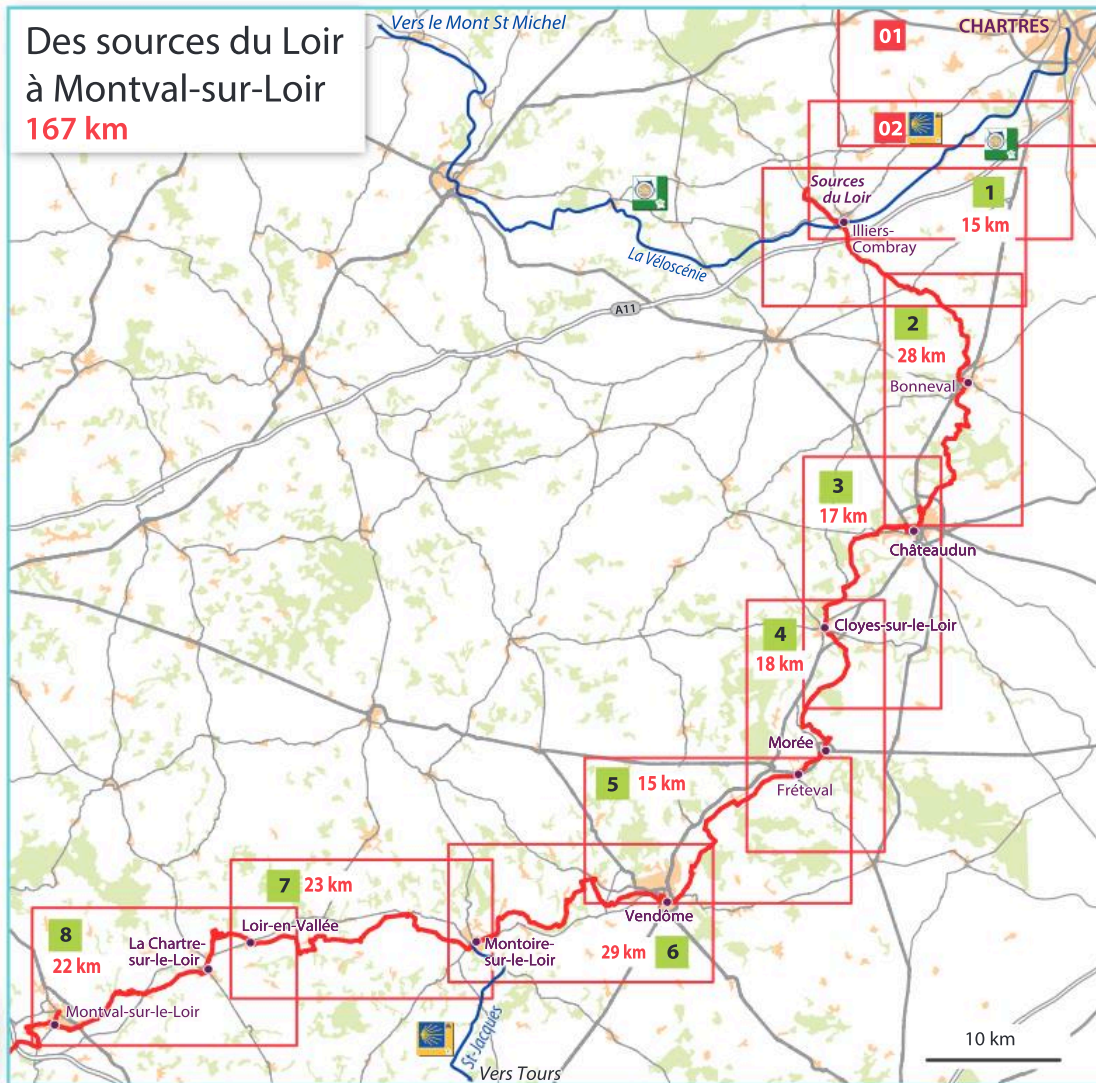 Des sources du Loir
à Montval-sur-Loir
167 km
Vers le Mont St Michel
01
CHARTRES
02
Sources
du Loir
1
15 km
Illiers-
Combray
La Véloscénie
A11
2
28 km
Bonneval
3
17 km
Châteaudun
4
18 km
Cloyes-sur-le-Loir
Morée
Fréteval
5
15 km
Vendôme
29 km
6
7
23 km
Loir-en-Vallée
Montoire-
sur-le-Loir
8
22 km
La Chartre-
sur-le-Loir
Montval-sur-le-Loir
St-Jacques
Vers Tours
10 km